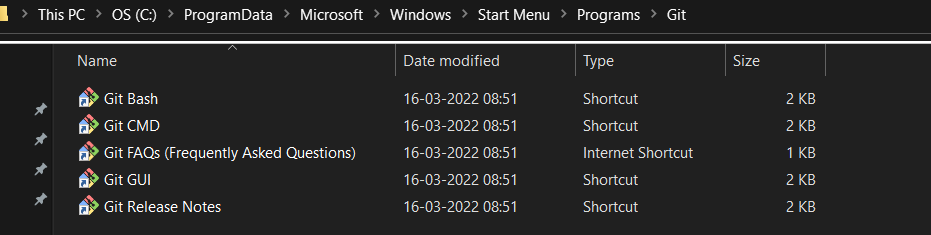 This PC > OS (C:) > ProgramData > Microsoft > Windows > Start Menu > Programs > Git
Name Date modified Type Size
Git Bash 16-03-2022 08:51 Shortcut 2 KB
Git CMD 16-03-2022 08:51 Shortcut 2 KB
Git FAQs (Frequently Asked Questions) 16-03-2022 08:51 Internet Shortcut 1 KB
Git GUI 16-03-2022 08:51 Shortcut 2 KB
Git Release Notes 16-03-2022 08:51 Shortcut 2 KB